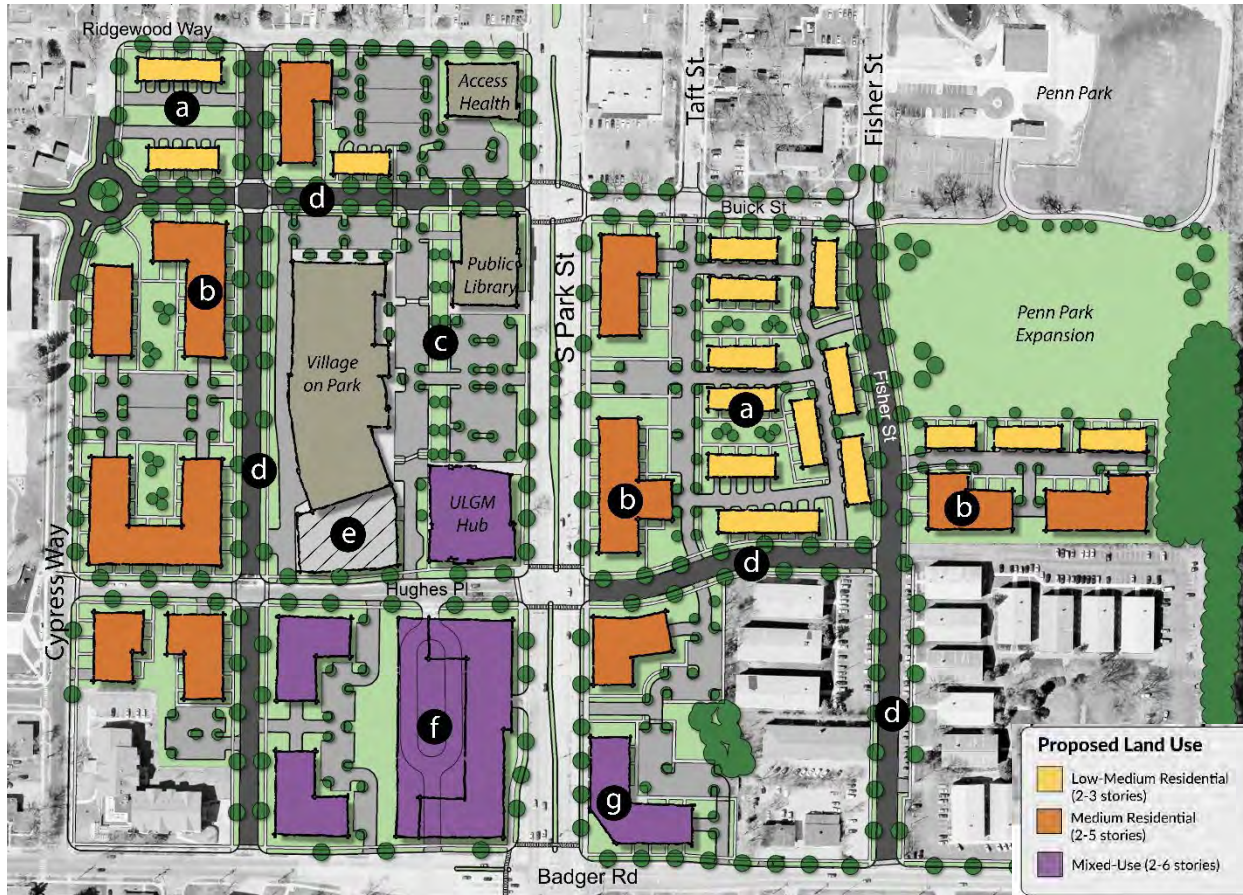 Ridgewood Way
a
Access
Health
Taft St
Fisher St
Penn Park
d
Buick St
b
Public
Library
S Park St
Penn Park
Expansion
Village
on Park
c
a
Fisher St
d
b
ULGM
Hub
b
e
Cypress Way
Hughes Pl
d
f
d
g
Proposed Land Use
Low-Medium Residential
(2-3 stories)
Medium Residential
(2-5 stories)
Mixed-Use (2-6 stories)
Badger Rd